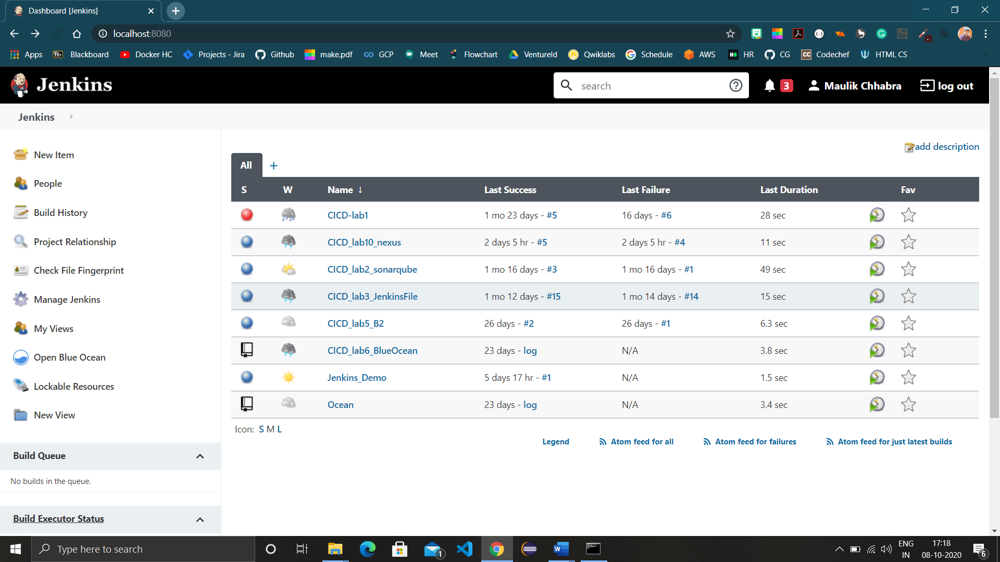 Dashboard [Jenkins]
localhost:8080
Apps Bb Blackboard Docker HC Projects - Jira Github make.pdf GCP Meet Flowchart VentureId Qwiklabs Schedule AWS HR CG CC Codechef HTML CS
Jenkins
search
3
Maulik Chhabra
log out
Jenkins
New Item
People
Build History
Project Relationship
Check File Fingerprint
Manage Jenkins
My Views
Open Blue Ocean
Lockable Resources
New View
Build Queue
No builds in the queue.
Build Executor Status
add description
All +
S W Name ↓ Last Success Last Failure Last Duration Fav
CICD-lab1 1 mo 23 days - #5 16 days - #6 28 sec
CICD_lab10_nexus 2 days 5 hr - #5 2 days 5 hr - #4 11 sec
CICD_lab2_sonarqube 1 mo 16 days - #3 1 mo 16 days - #1 49 sec
CICD_lab3_JenkinsFile 1 mo 12 days - #15 1 mo 14 days - #14 15 sec
CICD_lab5_B2 26 days - #2 26 days - #1 6.3 sec
CICD_lab6_BlueOcean 23 days - log N/A 3.8 sec
Jenkins_Demo 5 days 17 hr - #1 N/A 1.5 sec
Ocean 23 days - log N/A 3.4 sec
Icon: S M L
Legend Atom feed for all Atom feed for failures Atom feed for just latest builds
Type here to search
1
ENG
IN
17:18
08-10-2020
6